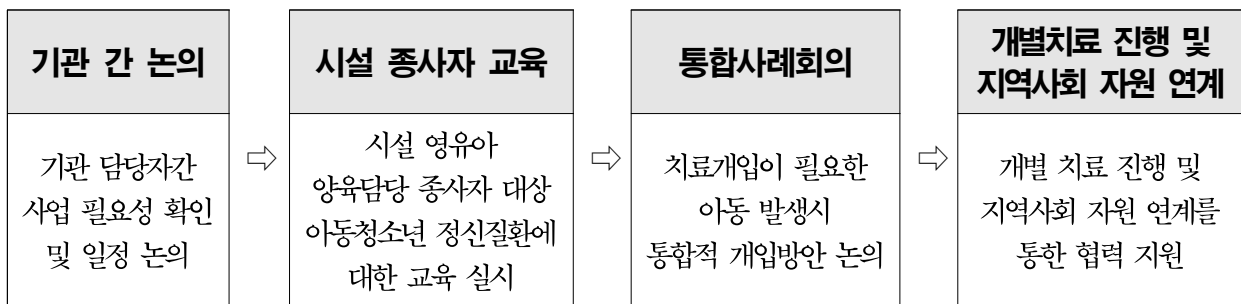 기관 간 논의
기관 담당자간
사업 필요성 확인
및 일정 논의
⇨
시설 종사자 교육
시설 영유아
양육담당 종사자 대상
아동청소년 정신질환에
대한 교육 실시
⇨
통합사례회의
치료개입이 필요한
아동 발생시
통합적 개입방안 논의
⇨
개별치료 진행 및
지역사회 자원 연계
개별 치료 진행 및
지역사회 자원 연계를
통한 협력 지원